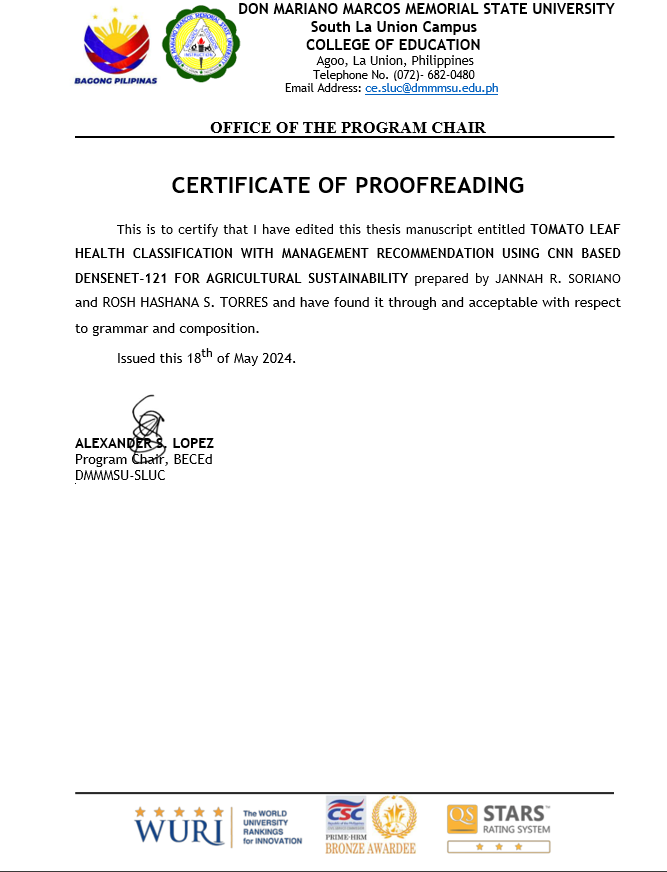 DON MARIANO MARCOS MEMORIAL STATE UNIVERSITY
South La Union Campus
COLLEGE OF EDUCATION
Agoo, La Union, Philippines
Telephone No. (072)- 682-0480
Email Address: ce.sluc@dmmmsu.edu.ph
BAGONG PILIPINAS
OFFICE OF THE PROGRAM CHAIR
CERTIFICATE OF PROOFREADING
This is to certify that I have edited this thesis manuscript entitled TOMATO LEAF
HEALTH CLASSIFICATION WITH MANAGEMENT RECOMMENDATION USING CNN BASED
DENSENET-121 FOR AGRICULTURAL SUSTAINABILITY prepared by JANNAH R. SORIANO
and ROSH HASHANA S. TORRES and have found it through and acceptable with respect
to grammar and composition.
Issued this 18th of May 2024.
ALEXANDER S. LOPEZ
Program Chair, BECEd
DMMMSU-SLUC
WURI
The WORLD
UNIVERSITY
RANKINGS
for INNOVATION
CSC
PRIME-HRM
BRONZE AWARDEE
QS
STARS™
RATING SYSTEM